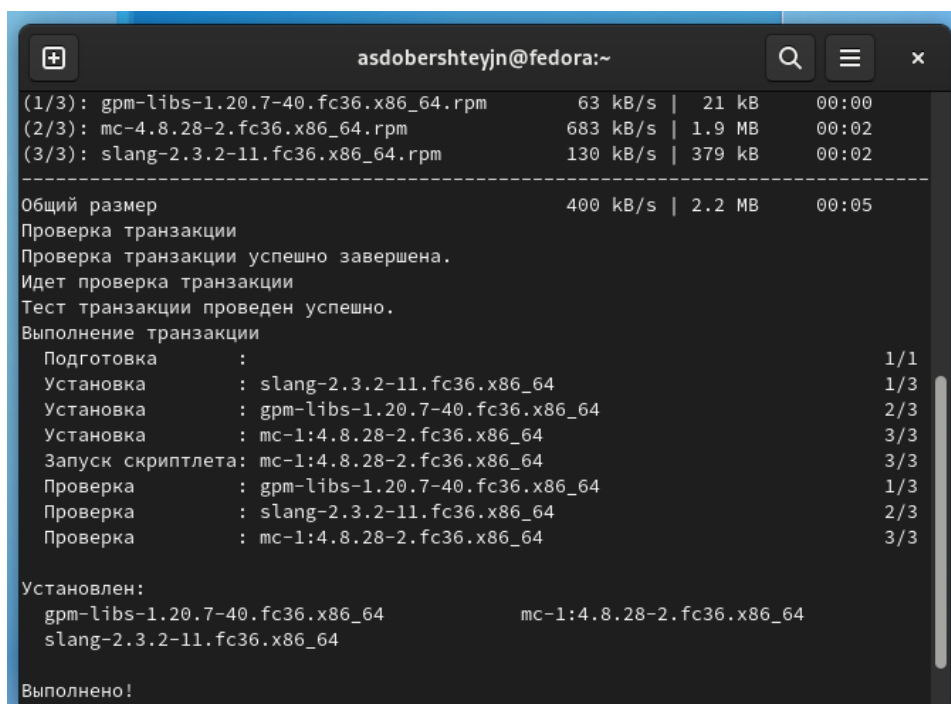 asdobershteyjn@fedora:~
(1/3): gpm-libs-1.20.7-40.fc36.x86_64.rpm 63 kB/s | 21 kB 00:00
(2/3): mc-4.8.28-2.fc36.x86_64.rpm 683 kB/s | 1.9 MB 00:02
(3/3): slang-2.3.2-11.fc36.x86_64.rpm 130 kB/s | 379 kB 00:02
--------------------------------------------------------------------------------
Общий размер 400 kB/s | 2.2 MB 00:05
Проверка транзакции
Проверка транзакции успешно завершена.
Идет проверка транзакции
Тест транзакции проведен успешно.
Выполнение транзакции
Подготовка : 1/1
Установка : slang-2.3.2-11.fc36.x86_64 1/3
Установка : gpm-libs-1.20.7-40.fc36.x86_64 2/3
Установка : mc-1:4.8.28-2.fc36.x86_64 3/3
Запуск скриптлета: mc-1:4.8.28-2.fc36.x86_64 3/3
Проверка : gpm-libs-1.20.7-40.fc36.x86_64 1/3
Проверка : slang-2.3.2-11.fc36.x86_64 2/3
Проверка : mc-1:4.8.28-2.fc36.x86_64 3/3
Установлен:
gpm-libs-1.20.7-40.fc36.x86_64 mc-1:4.8.28-2.fc36.x86_64
slang-2.3.2-11.fc36.x86_64
Выполнено!